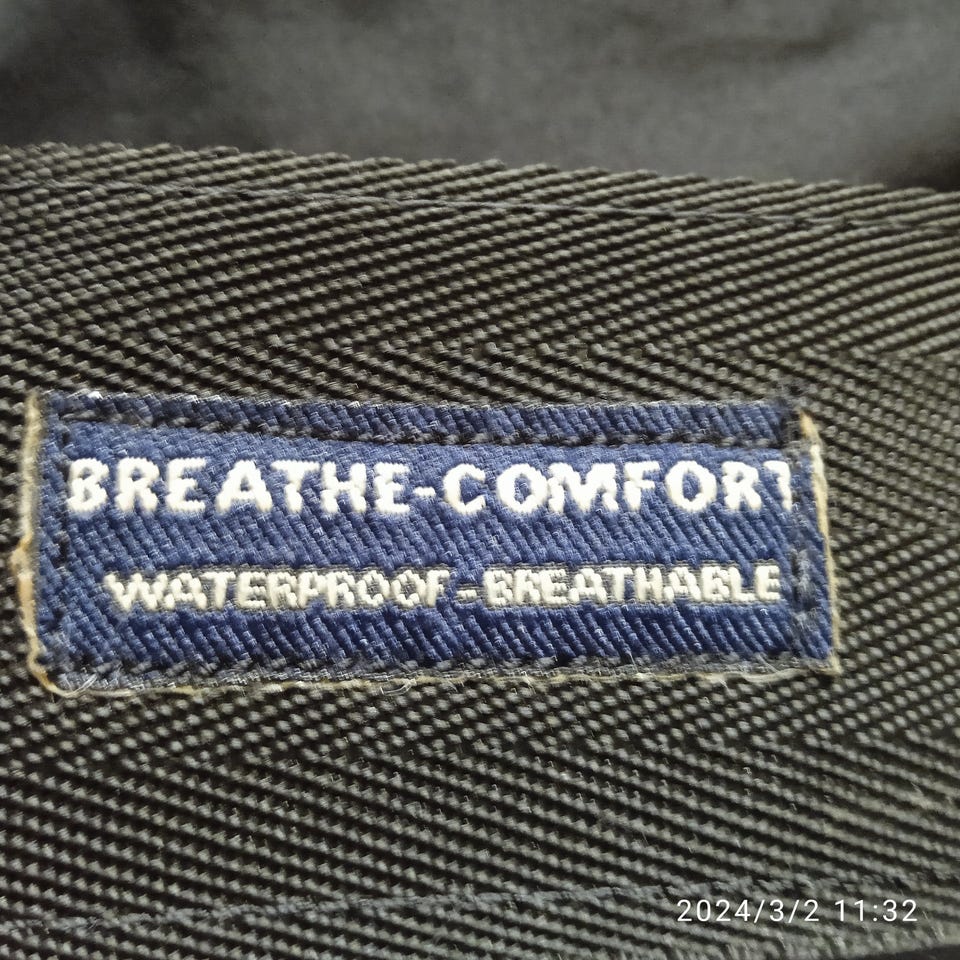 BREATHE-COMFORT
WATERPROOF - BREATHABLE
2024/3/2 11:32